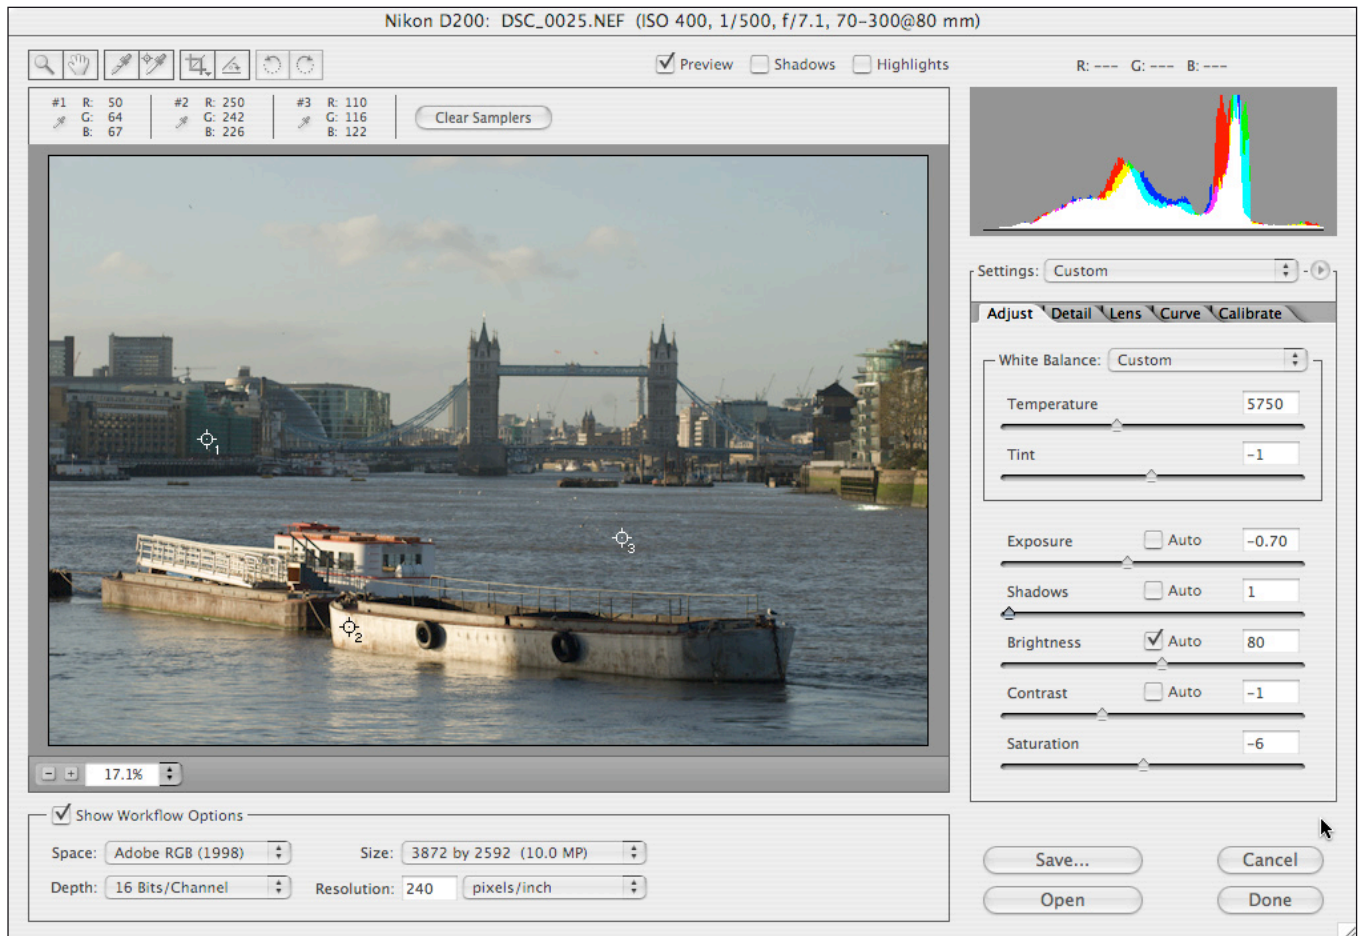 Nikon D200:  DSC_0025.NEF  (ISO 400, 1/500, f/7.1, 70–300@80 mm)
Preview Shadows Highlights R: --- G: --- B: ---
#1 R: 50 #2 R: 250 #3 R: 110
G: 64 G: 242 G: 116
B: 67 B: 226 B: 122
Clear Samplers
1
2
3
17.1%
Settings: Custom
Adjust Detail Lens Curve Calibrate
White Balance: Custom
Temperature 5750
Tint -1
Exposure Auto -0.70
Shadows Auto 1
Brightness Auto 80
Contrast Auto -1
Saturation -6
Show Workflow Options
Space: Adobe RGB (1998) Size: 3872 by 2592 (10.0 MP)
Depth: 16 Bits/Channel Resolution: 240 pixels/inch
Save... Cancel
Open Done